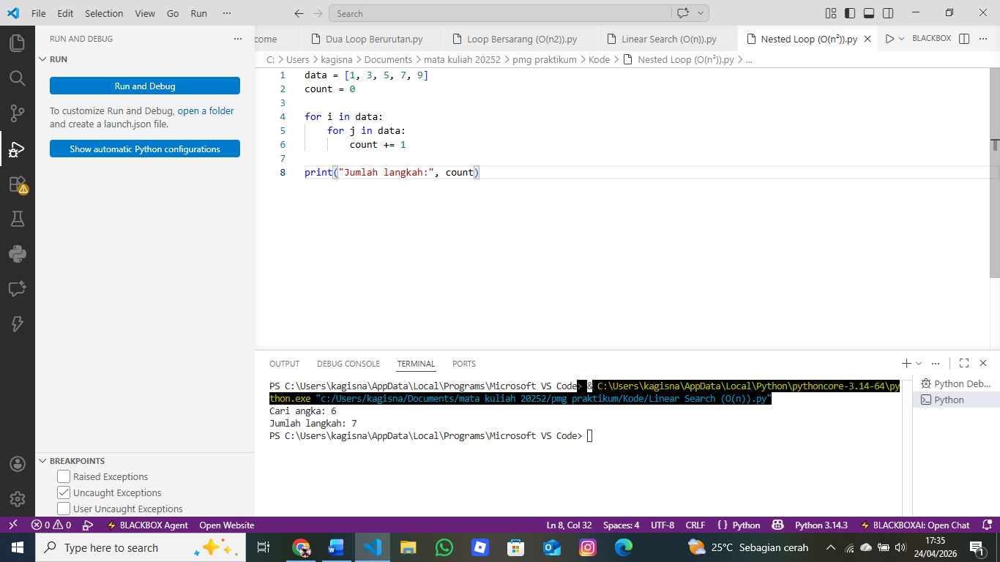 File Edit Selection View Go Run ···
Search
RUN AND DEBUG ···
come
Dua Loop Berurutan.py
Loop Bersarang (O(n2)).py
Linear Search (O(n)).py
Nested Loop (O(n²)).py
BLACKBOX
···
RUN
C: > Users > kagisna > Documents > mata kuliah 20252 > pmg praktikum > Kode > Nested Loop (O(n²)).py > ...
Run and Debug
To customize Run and Debug, open a folder
and create a launch.json file.
Show automatic Python configurations
1 data = [1, 3, 5, 7, 9]
2 count = 0
3
4 for i in data:
5 for j in data:
6 count += 1
7
8 print("Jumlah langkah:", count)
OUTPUT DEBUG CONSOLE TERMINAL PORTS
PS C:\Users\kagisna\AppData\Local\Programs\Microsoft VS Code> & C:\Users\kagisna\AppData\Local\Python\pythoncore-3.14-64\py
thon.exe "c:/Users/kagisna/Documents/mata kuliah 20252/pmg praktikum/Kode/Linear Search (O(n)).py"
Cari angka: 6
Jumlah langkah: 7
PS C:\Users\kagisna\AppData\Local\Programs\Microsoft VS Code>
Python Deb...
Python
BREAKPOINTS
Raised Exceptions
Uncaught Exceptions
User Uncaught Exceptions
0 0 BLACKBOX Agent Open Website Ln 8, Col 32 Spaces: 4 UTF-8 CRLF { } Python Python 3.14.3 BLACKBOXAI: Open Chat
Type here to search
25°C Sebagian cerah
17:35
24/04/2026
1